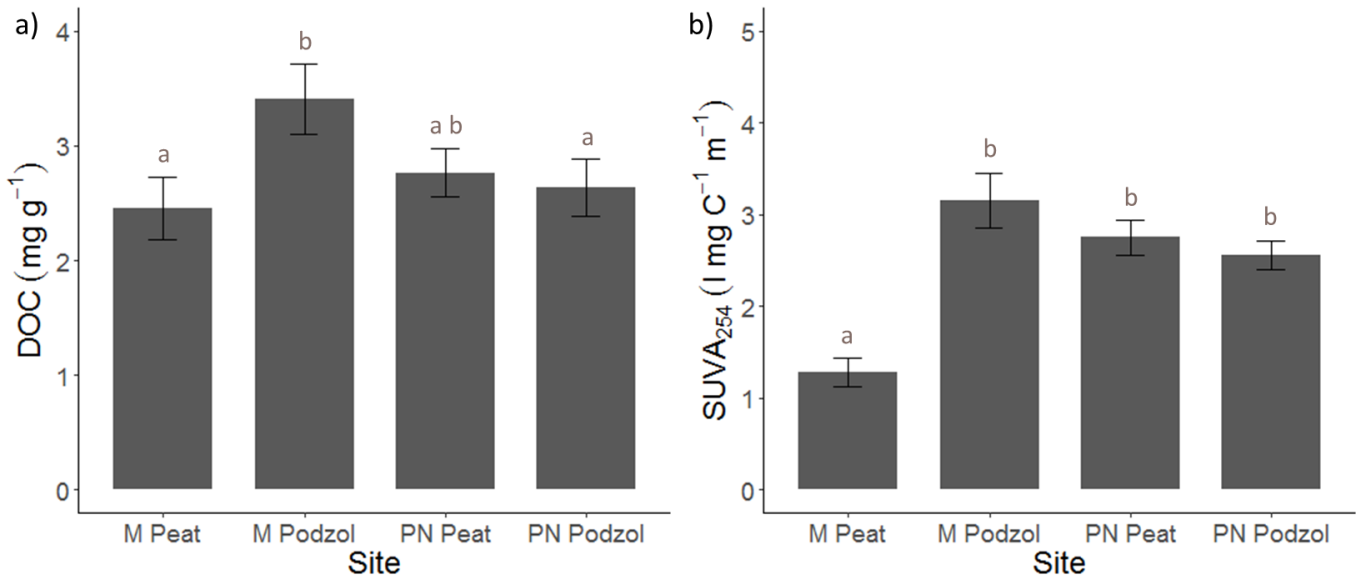 a)
DOC (mg g⁻¹)
4
3
2
1
0
a
b
a b
a
M Peat M Podzol PN Peat PN Podzol
Site
b)
SUVA₂₅₄ (l mg C⁻¹ m⁻¹)
5
4
3
2
1
0
a
b
b
b
M Peat M Podzol PN Peat PN Podzol
Site